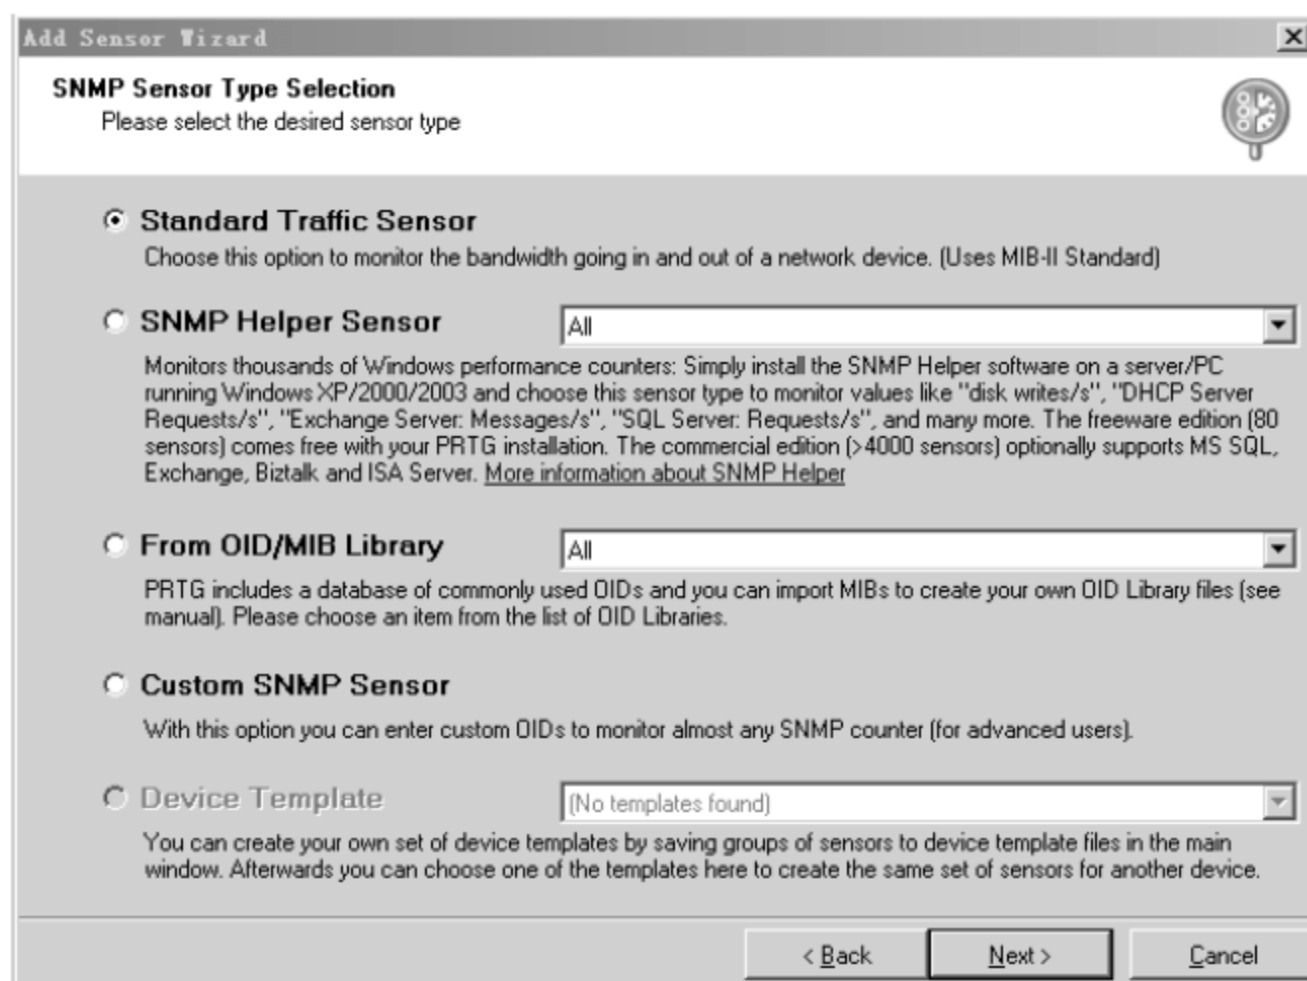 Add Sensor Wizard
SNMP Sensor Type Selection
Please select the desired sensor type
Standard Traffic Sensor
Choose this option to monitor the bandwidth going in and out of a network device. (Uses MIB-II Standard)
SNMP Helper Sensor
All
Monitors thousands of Windows performance counters: Simply install the SNMP Helper software on a server/PC
running Windows XP/2000/2003 and choose this sensor type to monitor values like "disk writes/s", "DHCP Server
Requests/s", "Exchange Server: Messages/s", "SQL Server: Requests/s", and many more. The freeware edition (80
sensors) comes free with your PRTG installation. The commercial edition (>4000 sensors) optionally supports MS SQL,
Exchange, Biztalk and ISA Server. More information about SNMP Helper
From OID/MIB Library
All
PRTG includes a database of commonly used OIDs and you can import MIBs to create your own OID Library files (see
manual). Please choose an item from the list of OID Libraries.
Custom SNMP Sensor
With this option you can enter custom OIDs to monitor almost any SNMP counter (for advanced users).
Device Template
(No templates found)
You can create your own set of device templates by saving groups of sensors to device template files in the main
window. Afterwards you can choose one of the templates here to create the same set of sensors for another device.
< Back
Next >
Cancel